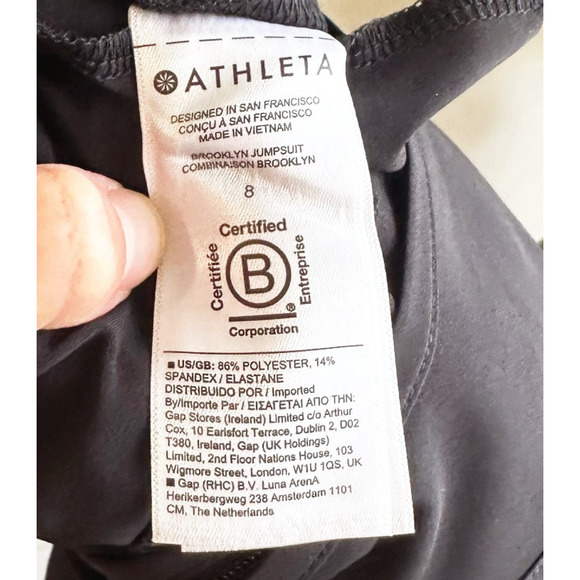 ATHLETA
DESIGNED IN SAN FRANCISCO
CONÇU À SAN FRANCISCO
MADE IN VIETNAM
BROOKLYN JUMPSUIT
COMBINAISON BROOKLYN
8
Certified
Certifiée
B
Entreprise
®
Corporation
■ US/GB: 86% POLYESTER, 14%
SPANDEX / ELASTANE
DISTRIBUIDO POR / Imported
By/Importe Par / ΕΙΣΑΓΕΤΑΙ ΑΠΟ ΤΗΝ:
Gap Stores (Ireland) Limited c/o Arthur
Cox, 10 Earlsfort Terrace, Dublin 2, D02
T380, Ireland, Gap (UK Holdings)
Limited, 2nd Floor Nations House, 103
Wigmore Street, London, W1U 1QS, UK
■ Gap (RHC) B.V. Luna ArenA
Herikerbergweg 238 Amsterdam 1101
CM, The Netherlands